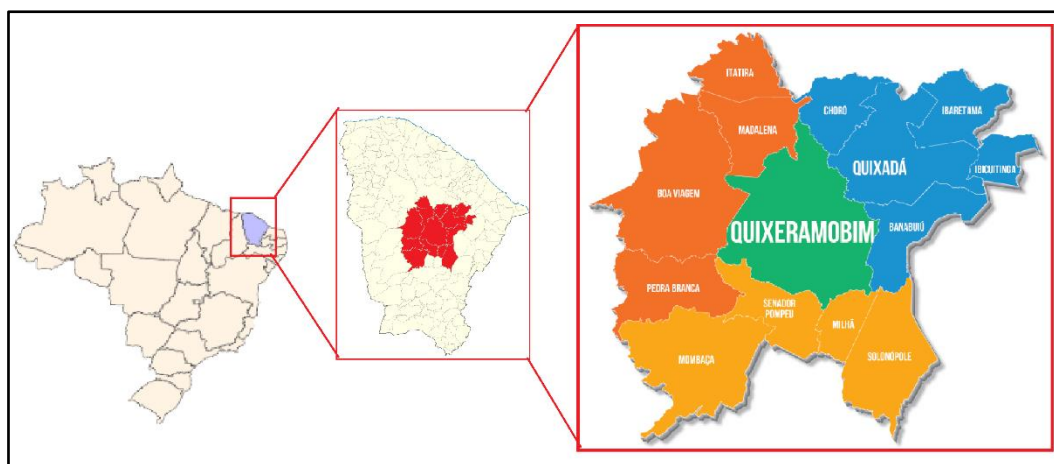 ITATIRA
MADALENA
CHORÓ
IBARETAMA
BOA VIAGEM
QUIXADÁ
IBICUITINGA
QUIXERAMOBIM
BANABUIÚ
PEDRA BRANCA
SENADOR
POMPEU
MILHÃ
MOMBAÇA
SOLONÓPOLE